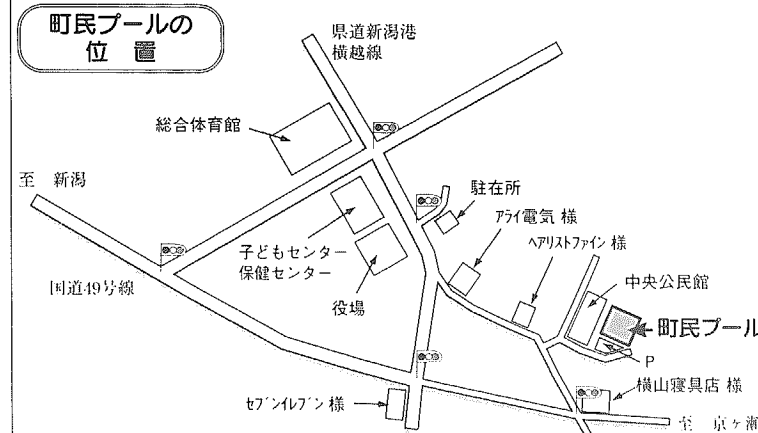 町民プールの
位置
県道新潟港
横越線
総合体育館
至 新潟
駐在所
アライ電気 様
ヘアリストファイン 様
子どもセンター
保健センター
中央公民館
国道49号線
役場
町民プール
P
横山寝具店 様
セブンイレブン 様
至 京ヶ瀬